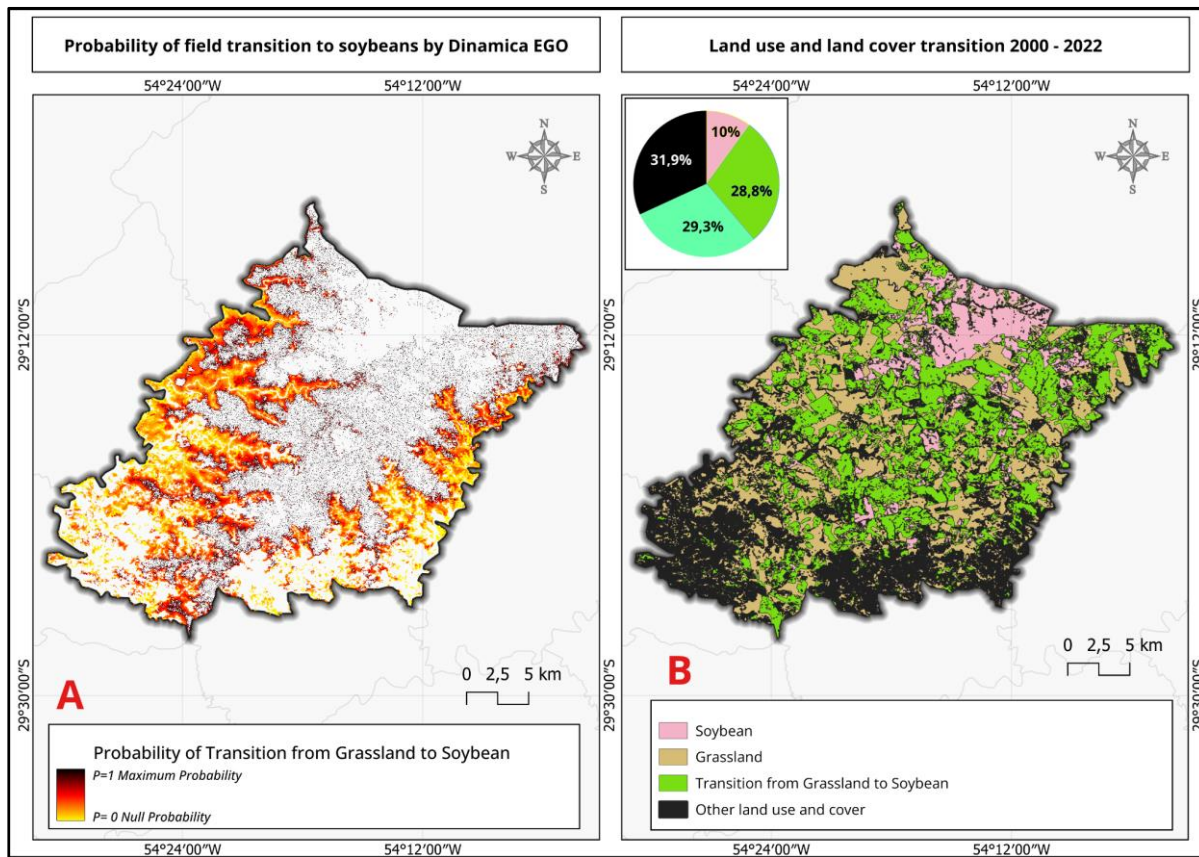 Probability of field transition to soybeans by Dinamica EGO
54°24'00"W 54°12'00"W
N
W E
S
29°12'00"S
29°30'00"S
0 2,5 5 km
A
Probability of Transition from Grassland to Soybean
P=1 Maximum Probability
P= 0 Null Probability
54°24'00"W 54°12'00"W
Land use and land cover transition 2000 - 2022
54°24'00"W 54°12'00"W
10%
31,9%
28,8%
29,3%
N
W E
S
29°12'00"S
29°30'00"S
0 2,5 5 km
B
Soybean
Grassland
Transition from Grassland to Soybean
Other land use and cover
54°24'00"W 54°12'00"W